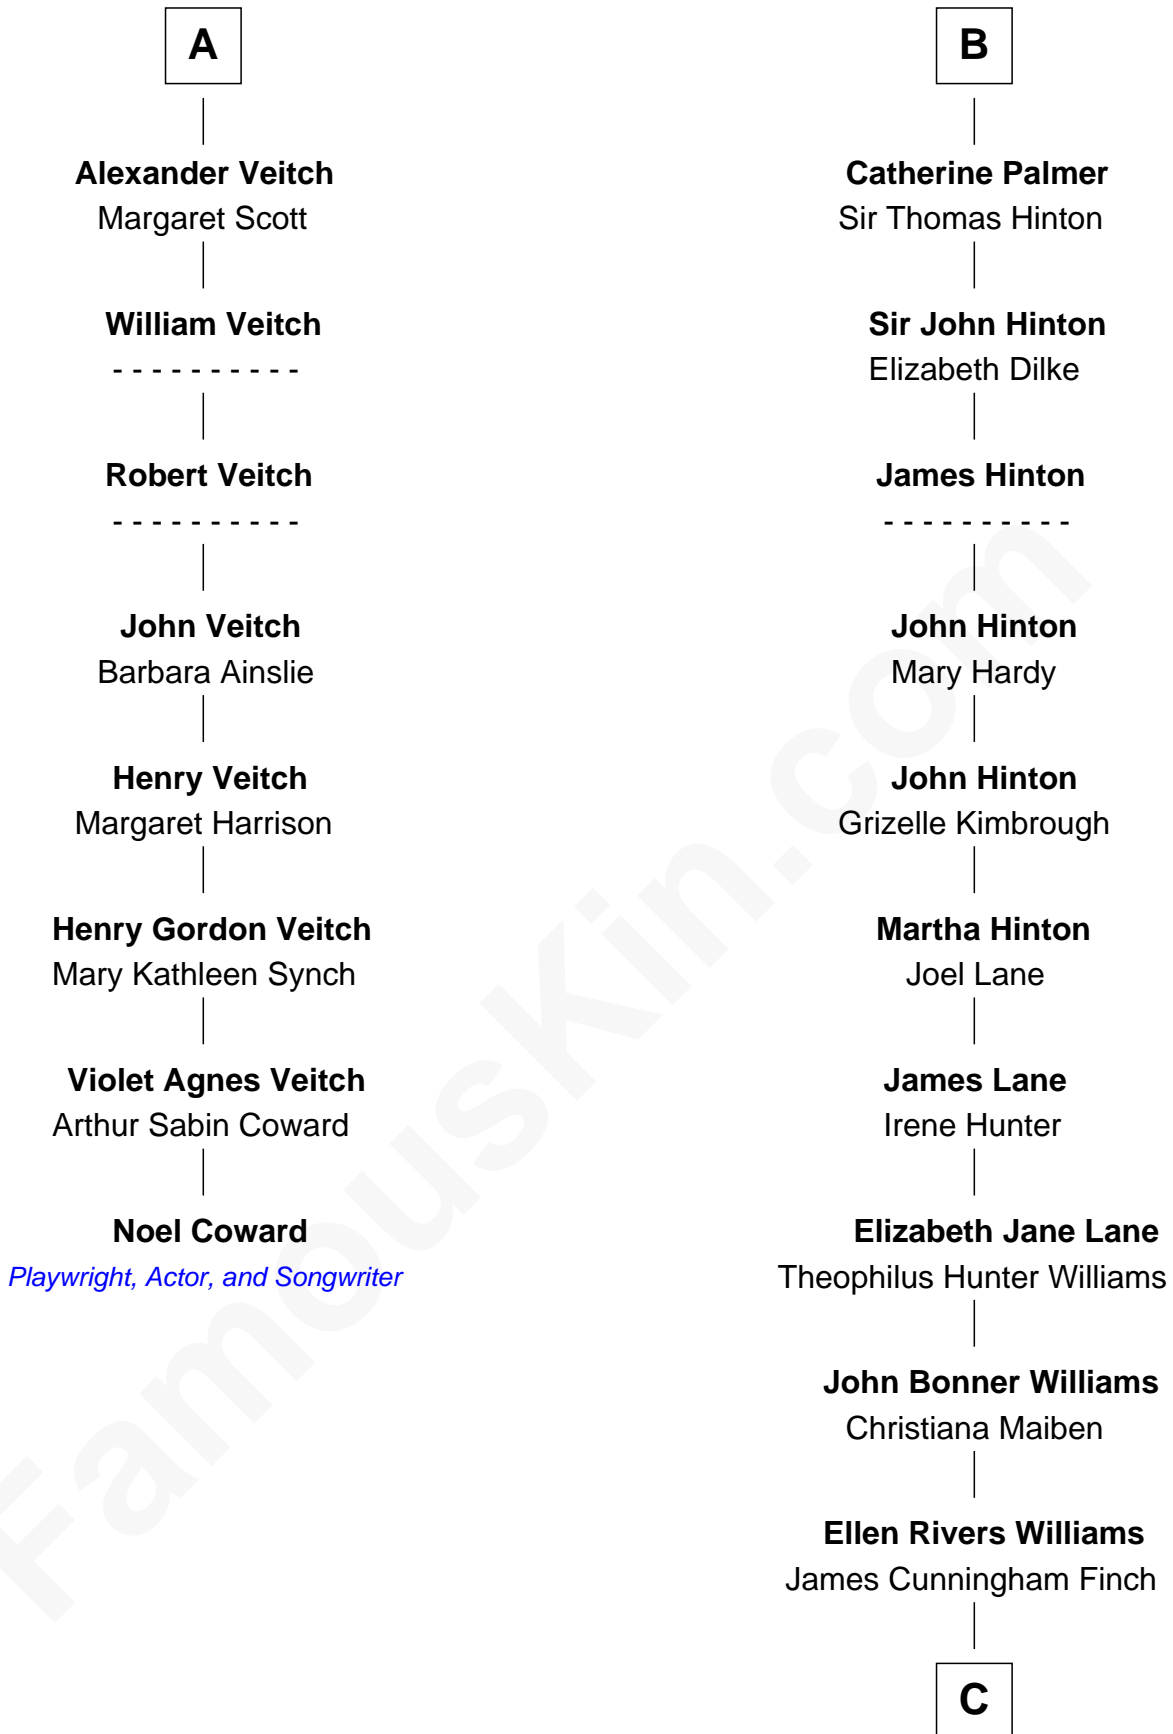 A
Alexander Veitch
Margaret Scott
William Veitch
- - - - - - - - - -
Robert Veitch
- - - - - - - - - -
John Veitch
Barbara Ainslie
Henry Veitch
Margaret Harrison
Henry Gordon Veitch
Mary Kathleen Synch
Violet Agnes Veitch
Arthur Sabin Coward
Noel Coward
Playwright, Actor, and Songwriter
B
Catherine Palmer
Sir Thomas Hinton
Sir John Hinton
Elizabeth Dilke
James Hinton
- - - - - - - - - -
John Hinton
Mary Hardy
John Hinton
Grizelle Kimbrough
Martha Hinton
Joel Lane
James Lane
Irene Hunter
Elizabeth Jane Lane
Theophilus Hunter Williams
John Bonner Williams
Christiana Maiben
Ellen Rivers Williams
James Cunningham Finch
C
FamousKin.com